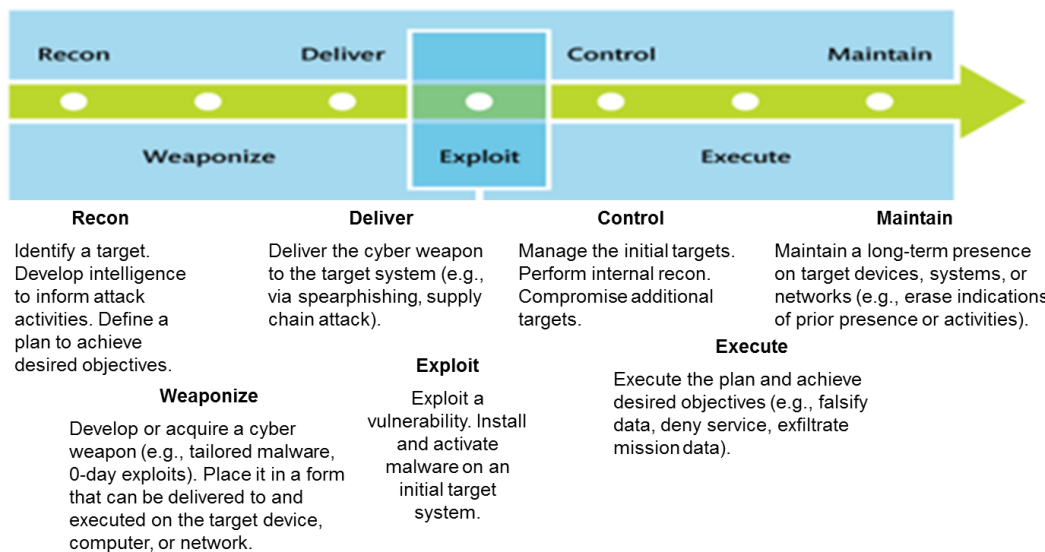 Recon
Deliver
Control
Maintain
Weaponize
Exploit
Execute
Recon
Identify a target.
Develop intelligence
to inform attack
activities. Define a
plan to achieve
desired objectives.
Deliver
Deliver the cyber weapon
to the target system (e.g.,
via spearphishing, supply
chain attack).
Control
Manage the initial targets.
Perform internal recon.
Compromise additional
targets.
Maintain
Maintain a long-term presence
on target devices, systems, or
networks (e.g., erase indications
of prior presence or activities).
Weaponize
Develop or acquire a cyber
weapon (e.g., tailored malware,
0-day exploits). Place it in a form
that can be delivered to and
executed on the target device,
computer, or network.
Exploit
Exploit a
vulnerability. Install
and activate
malware on an
initial target
system.
Execute
Execute the plan and achieve
desired objectives (e.g., falsify
data, deny service, exfiltrate
mission data).